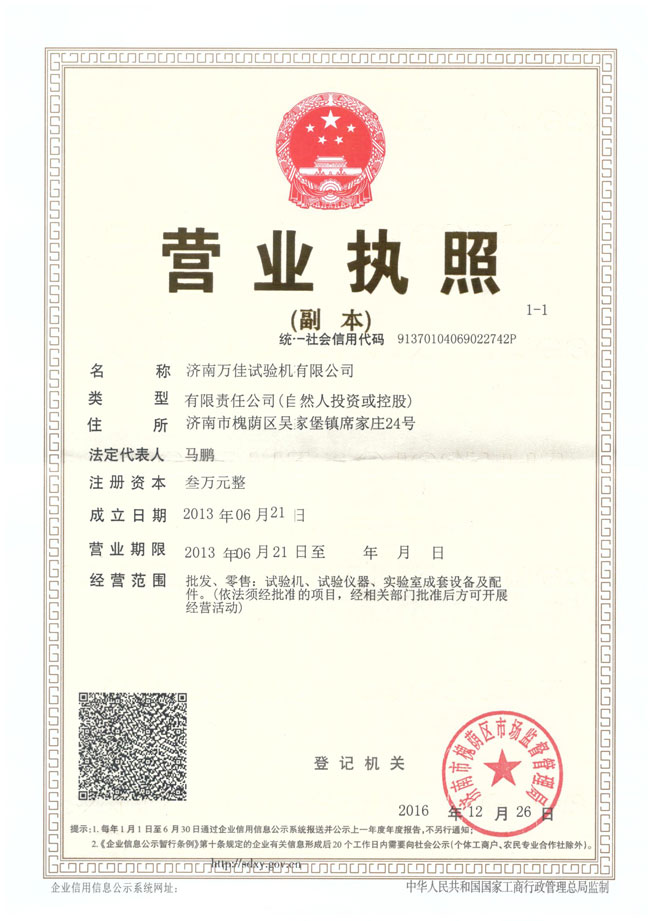 营业执照
(副 本)
1-1
统一社会信用代码 91370104069022742P
名 称 济南万佳试验机有限公司
类 型 有限责任公司(自然人投资或控股)
住 所 济南市槐荫区吴家堡镇席家庄24号
法定代表人 马鹏
注册资本 叁万元整
成立日期 2013 年06 月21 日
营业期限 2013 年06 月21 日至 年 月 日
经营范围 批发、零售：试验机、试验仪器、实验室成套设备及配
件。(依法须经批准的项目，经相关部门批准后方可开展
经营活动)
济南市槐荫区市场监督管理局
登记机关
2016 年 12 月 26 日
提示：1.每年1月1日至6月30日通过企业信用信息公示系统报送并公示上一年度年度报告，不另行通知；
2.《企业信息公示暂行条例》第十条规定的企业有关信息形成后20个工作日内需要向社会公示(个体工商户、农民专业合作社除外)。
http://sdxy.gov.cn
企业信用信息公示系统网址：
中华人民共和国国家工商行政管理总局监制